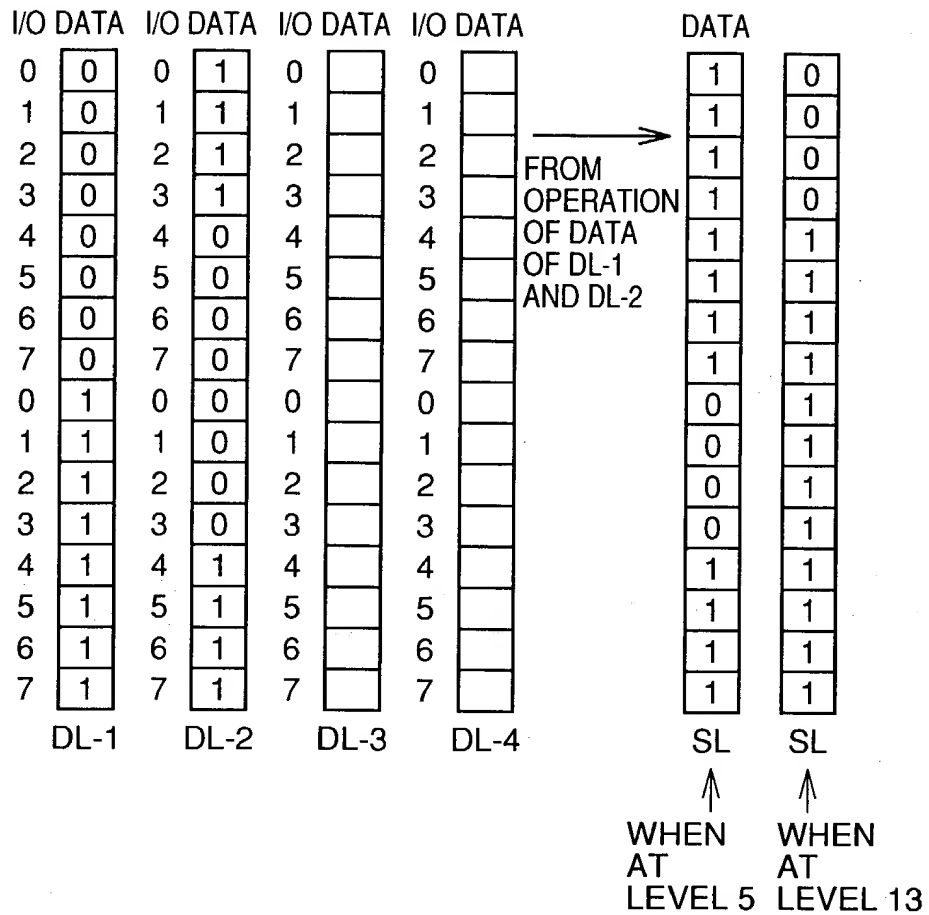 I/O DATA I/O DATA I/O DATA I/O DATA DATA
0 0 0 1 0 0 1 0
1 0 1 1 1 1 1 0
2 0 2 1 2 2 1 0
3 0 3 1 3 3 1 0
4 0 4 0 4 4 1 1
5 0 5 0 5 5 1 1
6 0 6 0 6 6 1 1
7 0 7 0 7 7 1 1
0 1 0 0 0 0 0 1
1 1 1 0 1 1 0 1
2 1 2 0 2 2 0 1
3 1 3 0 3 3 0 1
4 1 4 1 4 4 1 1
5 1 5 1 5 5 1 1
6 1 6 1 6 6 1 1
7 1 7 1 7 7 1 1
FROM
OPERATION
OF DATA
OF DL-1
AND DL-2
DL-1 DL-2 DL-3 DL-4 SL SL
WHEN
AT
LEVEL 5
WHEN
AT
LEVEL 13